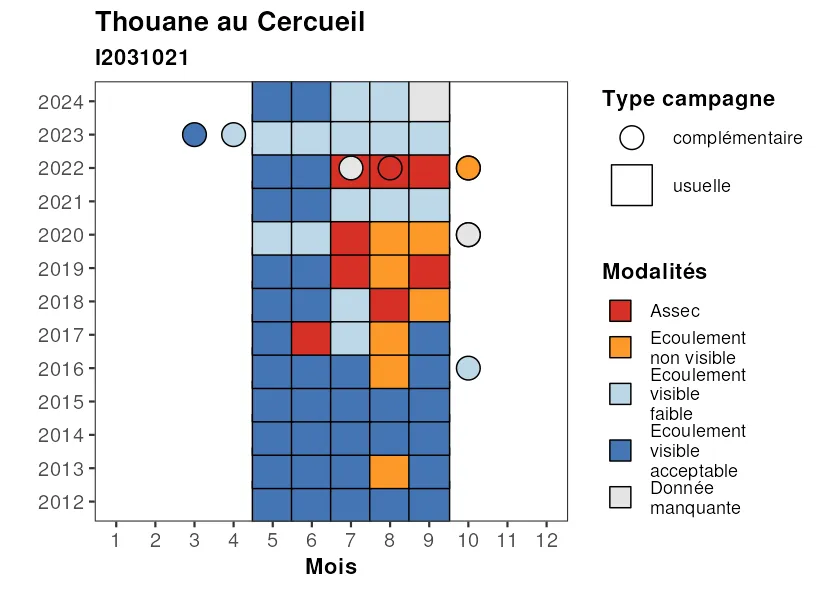 Thouane au Cercueil
I2031021
2024
2023
2022
2021
2020
2019
2018
2017
2016
2015
2014
2013
2012
1 2 3 4 5 6 7 8 9 10 11 12
Mois
Type campagne
complémentaire
usuelle
Modalités
Assec
Ecoulement
non visible
Ecoulement
visible
faible
Ecoulement
visible
acceptable
Donnée
manquante